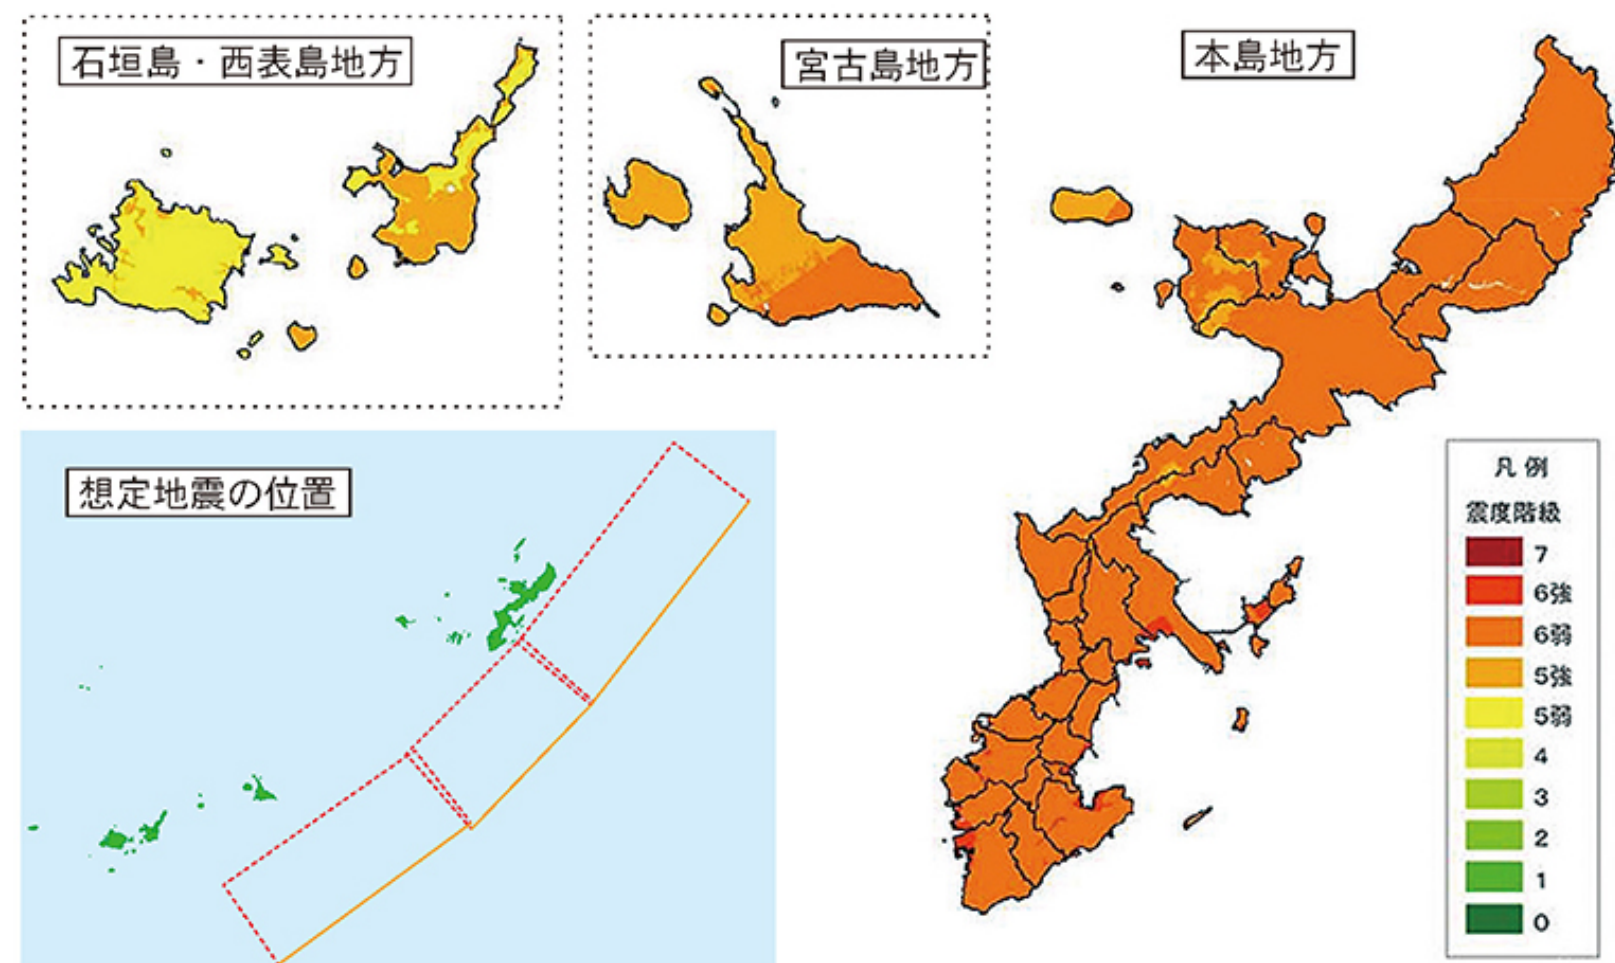 石垣島・西表島地方
宮古島地方
本島地方
想定地震の位置
凡 例
震度階級
7
6強
6弱
5強
5弱
4
3
2
1
0